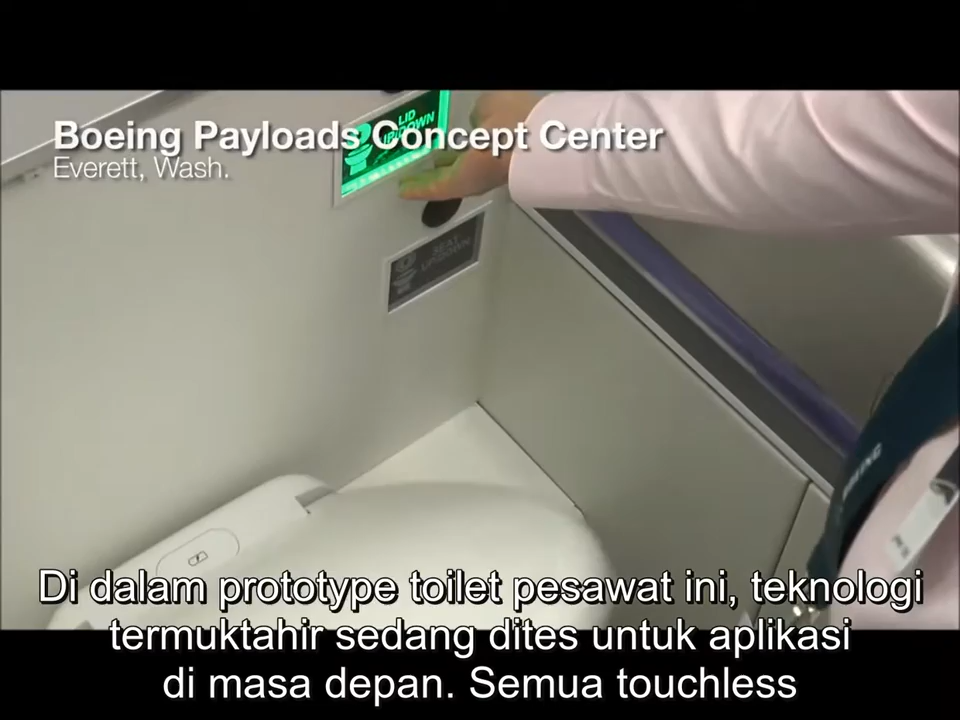 Boeing Payloads Concept Center
Everett, Wash.
LID
UP/DOWN
SEAT
UP/DOWN
Di dalam prototype toilet pesawat ini, teknologi
termuktahir sedang dites untuk aplikasi
di masa depan. Semua touchless